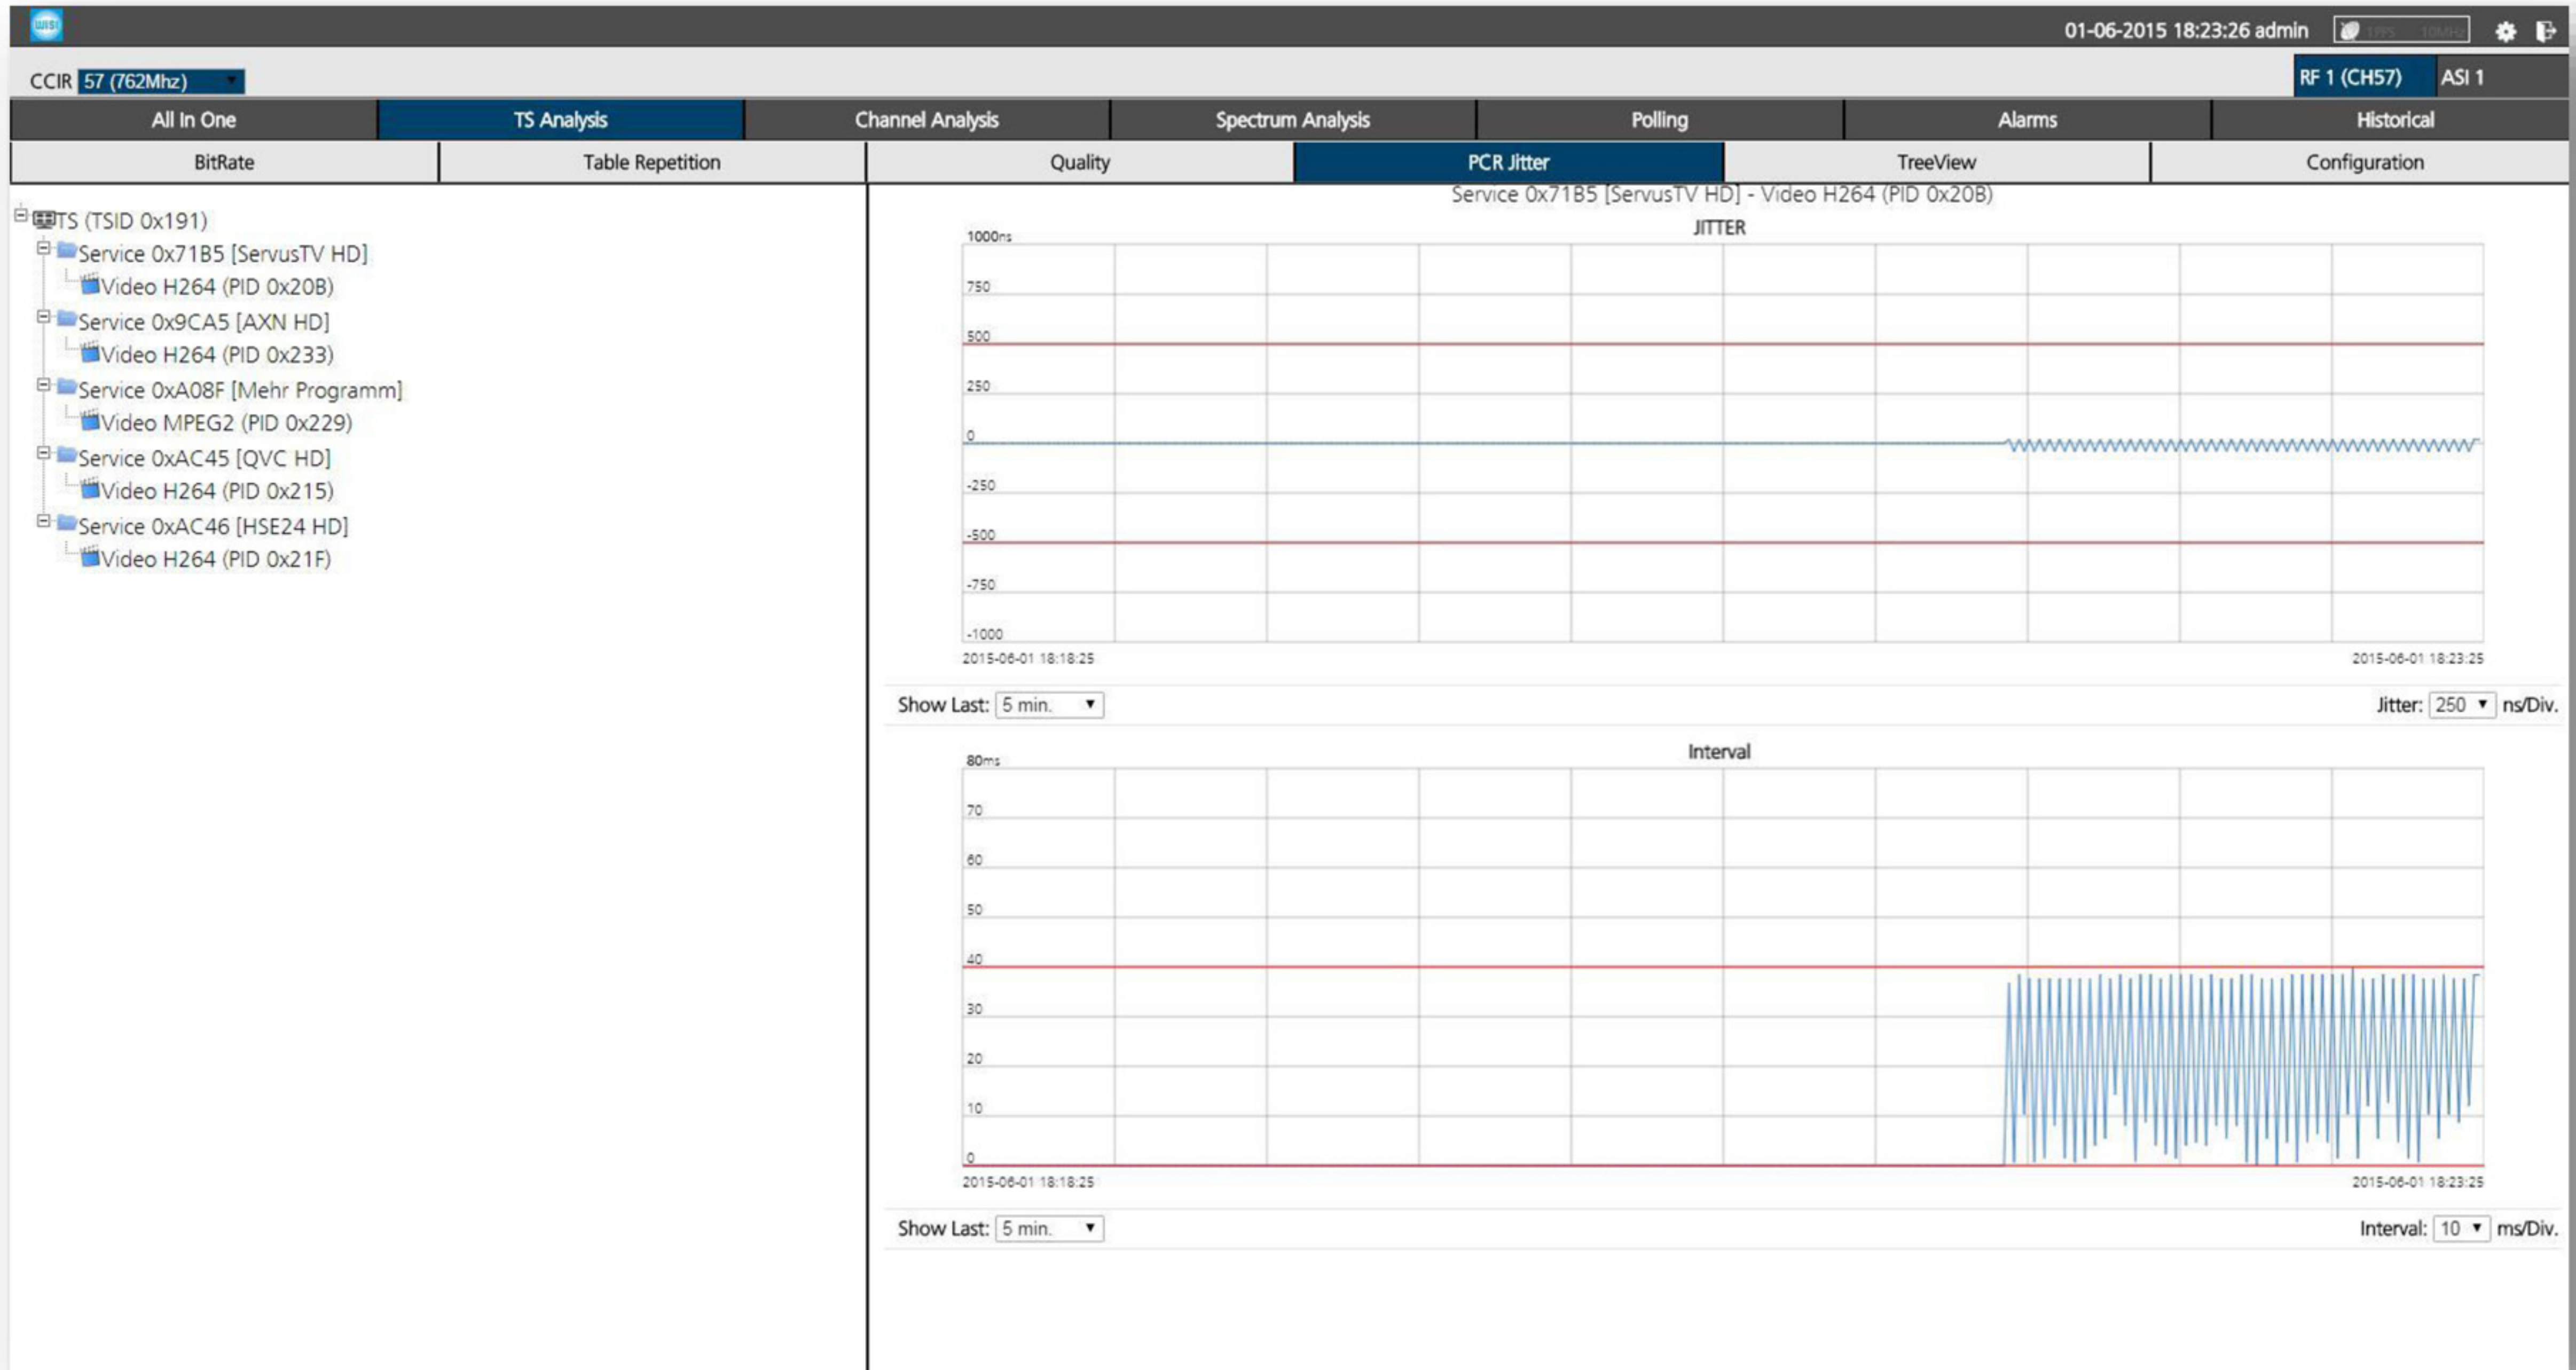 WISI
01-06-2015 18:23:26 admin 1PPS 10MHz
CCIR 57 (762Mhz) RF 1 (CH57) ASI 1
All In One TS Analysis Channel Analysis Spectrum Analysis Polling Alarms Historical
BitRate Table Repetition Quality PCR Jitter TreeView Configuration
TS (TSID 0x191)
Service 0x71B5 [ServusTV HD]
Video H264 (PID 0x20B)
Service 0x9CA5 [AXN HD]
Video H264 (PID 0x233)
Service 0xA08F [Mehr Programm]
Video MPEG2 (PID 0x229)
Service 0xAC45 [QVC HD]
Video H264 (PID 0x215)
Service 0xAC46 [HSE24 HD]
Video H264 (PID 0x21F)
Service 0x71B5 [ServusTV HD] - Video H264 (PID 0x20B)
JITTER
1000ns
750
500
250
0
-250
-500
-750
-1000
2015-06-01 18:18:25 2015-06-01 18:23:25
Show Last: 5 min. Jitter: 250 ns/Div.
Interval
80ms
70
60
50
40
30
20
10
0
2015-06-01 18:18:25 2015-06-01 18:23:25
Show Last: 5 min. Interval: 10 ms/Div.